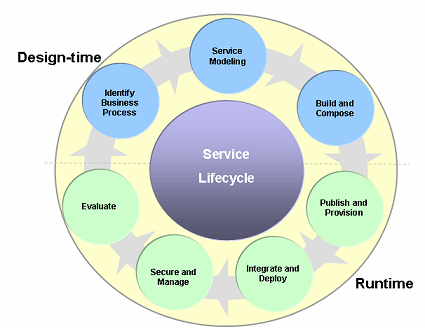 Design-time
Service
Modeling
Identify
Business
Process
Build and
Compose
Service
Lifecycle
Evaluate
Publish and
Provision
Secure and
Manage
Integrate and
Deploy
Runtime